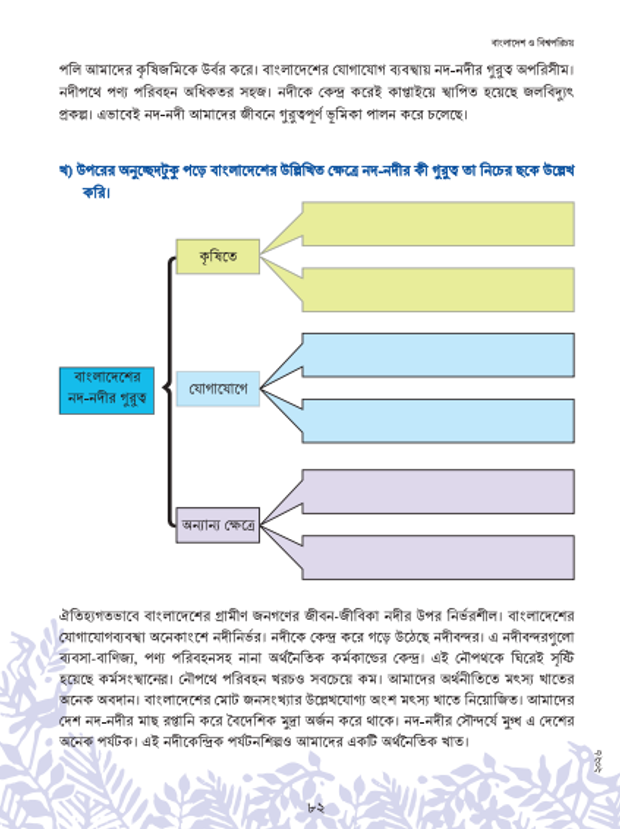 বাংলাদেশ ও বিশ্বপরিচয়
পলি আমাদের কৃষিজমিকে উর্বর করে। বাংলাদেশের যোগাযোগ ব্যবস্থায় নদ-নদীর গুরুত্ব অপরিসীম।
নদীপথে পণ্য পরিবহন অধিকতর সহজ। নদীকে কেন্দ্র করেই কাপ্তাইয়ে স্থাপিত হয়েছে জলবিদ্যুৎ
প্রকল্প। এভাবেই নদ-নদী আমাদের জীবনে গুরুত্বপূর্ণ ভূমিকা পালন করে চলেছে।
খ) উপরের অনুচ্ছেদটুকু পড়ে বাংলাদেশের উল্লিখিত ক্ষেত্রে নদ-নদীর কী গুরুত্ব তা নিচের ছকে উল্লেখ
করি।
কৃষিতে
যোগাযোগে
বাংলাদেশের
নদ-নদীর গুরুত্ব
অন্যান্য ক্ষেত্রে
ঐতিহ্যগতভাবে বাংলাদেশের গ্রামীণ জনগণের জীবন-জীবিকা নদীর উপর নির্ভরশীল। বাংলাদেশের
যোগাযোগব্যবস্থা অনেকাংশে নদীনির্ভর। নদীকে কেন্দ্র করে গড়ে উঠেছে নদীবন্দর। এ নদীবন্দরগুলো
ব্যবসা-বাণিজ্য, পণ্য পরিবহনসহ নানা অর্থনৈতিক কর্মকান্ডের কেন্দ্র। এই নৌপথকে ঘিরেই সৃষ্টি
হয়েছে কর্মসংস্থানের। নৌপথে পরিবহন খরচও সবচেয়ে কম। আমাদের অর্থনীতিতে মৎস্য খাতের
অনেক অবদান। বাংলাদেশের মোট জনসংখ্যার উল্লেখযোগ্য অংশ মৎস্য খাতে নিয়োজিত। আমাদের
দেশ নদ-নদীর মাছ রপ্তানি করে বৈদেশিক মুদ্রা অর্জন করে থাকে। নদ-নদীর সৌন্দর্যে মুগ্ধ এ দেশের
অনেক পর্যটক। এই নদীকেন্দ্রিক পর্যটনশিল্পও আমাদের একটি অর্থনৈতিক খাত।
২০২৬
৮২